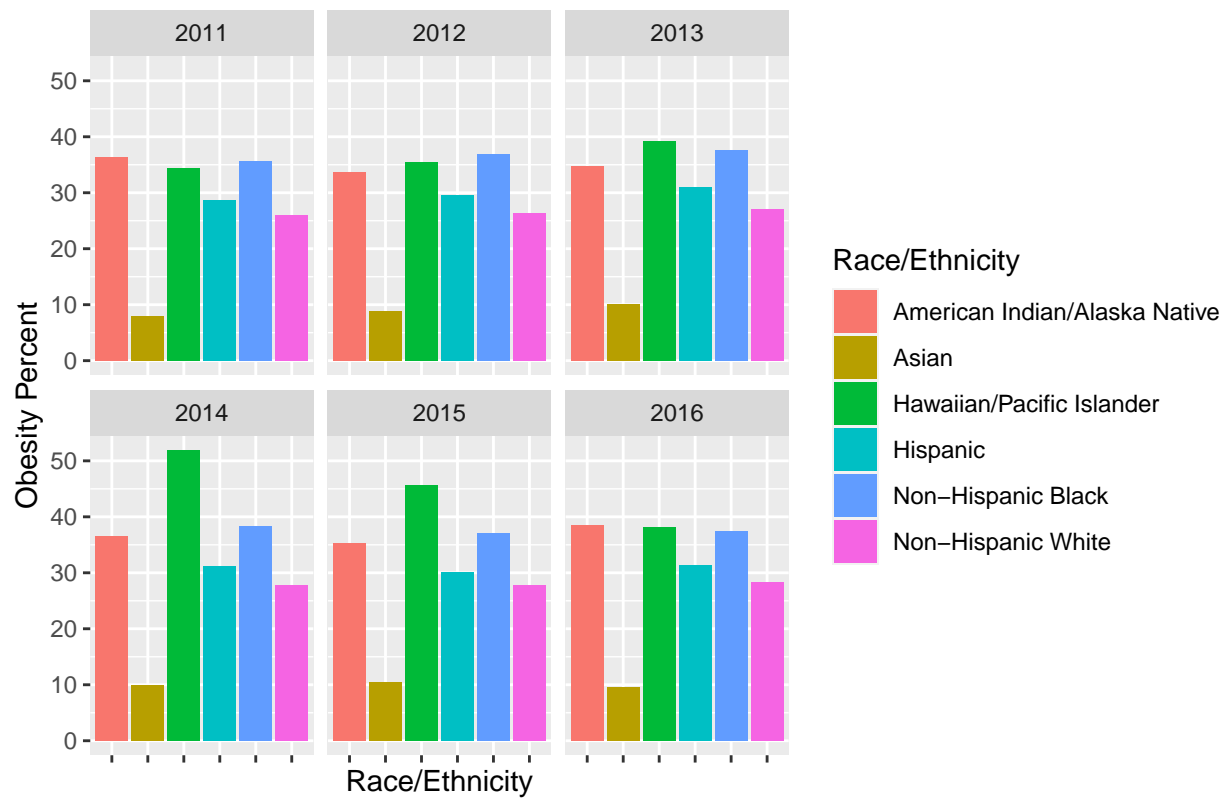 2011
2012
2013
50
40
30
20
10
0
2014
2015
2016
50
40
30
20
10
0
Obesity Percent
Race/Ethnicity
Race/Ethnicity
American Indian/Alaska Native
Asian
Hawaiian/Pacific Islander
Hispanic
Non−Hispanic Black
Non−Hispanic White